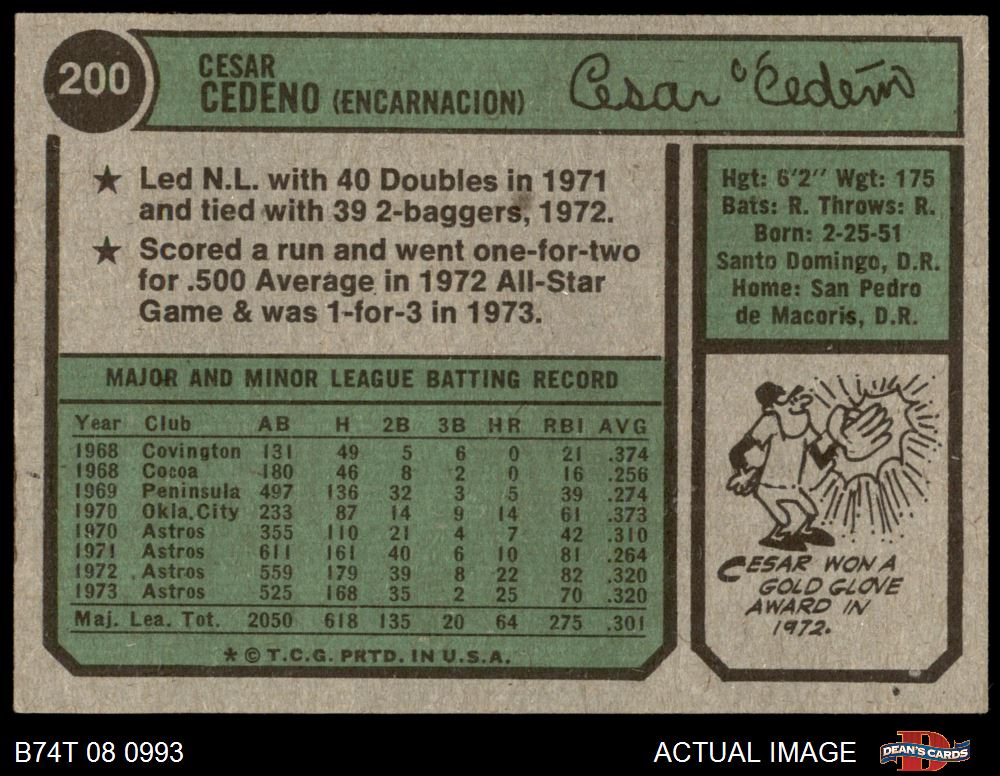 200
CESAR
CEDENO (ENCARNACION)
Cesar Cedeño
★ Led N.L. with 40 Doubles in 1971
and tied with 39 2-baggers, 1972.
★ Scored a run and went one-for-two
for .500 Average in 1972 All-Star
Game & was 1-for-3 in 1973.
Hgt: 6'2" Wgt: 175
Bats: R. Throws: R.
Born: 2-25-51
Santo Domingo, D.R.
Home: San Pedro
de Macoris, D.R.
MAJOR AND MINOR LEAGUE BATTING RECORD
Year Club AB H 2B 3B HR RBI AVG
1968 Covington 131 49 5 6 0 21 .374
1968 Cocoa 180 46 8 2 0 16 .256
1969 Peninsula 497 136 32 3 5 39 .274
1970 Okla. City 233 87 14 9 14 61 .373
1970 Astros 355 110 21 4 7 42 .310
1971 Astros 611 161 40 6 10 81 .264
1972 Astros 559 179 39 8 22 82 .320
1973 Astros 525 168 35 2 25 70 .320
Maj. Lea. Tot. 2050 618 135 20 64 275 .301
★ © T.C.G. PRTD. IN U.S.A.
CESAR WON A
GOLD GLOVE
AWARD IN
1972.
B74T 08 0993
ACTUAL IMAGE
DEAN'S CARDS